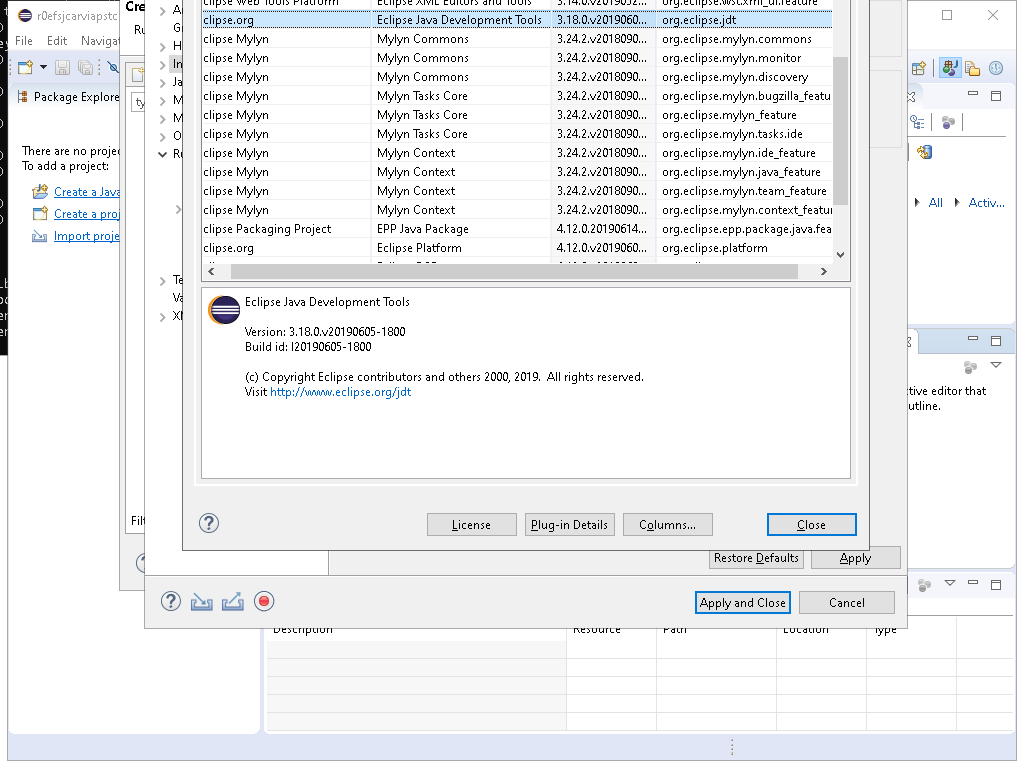 r0efsjcarviapstc
File Edit Navigat
Package Explore
There are no projec
To add a project:
Create a Java
Create a proj
Import proje
Cre
Ru
ty
Filt
A
G
H
In
Ja
M
M
O
Ru
Te
Va
XM
clipse Web Tools Platform Eclipse XML Editors and Tools 3.14.0.v2019052... org.eclipse.wst.xml_ui.feature
clipse.org Eclipse Java Development Tools 3.18.0.v2019060... org.eclipse.jdt
clipse Mylyn Mylyn Commons 3.24.2.v2018090... org.eclipse.mylyn.commons
clipse Mylyn Mylyn Commons 3.24.2.v2018090... org.eclipse.mylyn.monitor
clipse Mylyn Mylyn Commons 3.24.2.v2018090... org.eclipse.mylyn.discovery
clipse Mylyn Mylyn Tasks Core 3.24.2.v2018090... org.eclipse.mylyn.bugzilla_featu
clipse Mylyn Mylyn Tasks Core 3.24.2.v2018090... org.eclipse.mylyn_feature
clipse Mylyn Mylyn Tasks Core 3.24.2.v2018090... org.eclipse.mylyn.tasks.ide
clipse Mylyn Mylyn Context 3.24.2.v2018090... org.eclipse.mylyn.ide_feature
clipse Mylyn Mylyn Context 3.24.2.v2018090... org.eclipse.mylyn.java_feature
clipse Mylyn Mylyn Context 3.24.2.v2018090... org.eclipse.mylyn.team_feature
clipse Mylyn Mylyn Context 3.24.2.v2018090... org.eclipse.mylyn.context_featur
clipse Packaging Project EPP Java Package 4.12.0.20190614... org.eclipse.epp.package.java.fea
clipse.org Eclipse Platform 4.12.0.v2019060... org.eclipse.platform
Eclipse Java Development Tools
Version: 3.18.0.v20190605-1800
Build id: I20190605-1800
(c) Copyright Eclipse contributors and others 2000, 2019. All rights reserved.
Visit http://www.eclipse.org/jdt
License Plug-in Details Columns... Close
Restore Defaults Apply
Apply and Close Cancel
All Activ...
ctive editor that
utline.
Description Resource Path Location Type